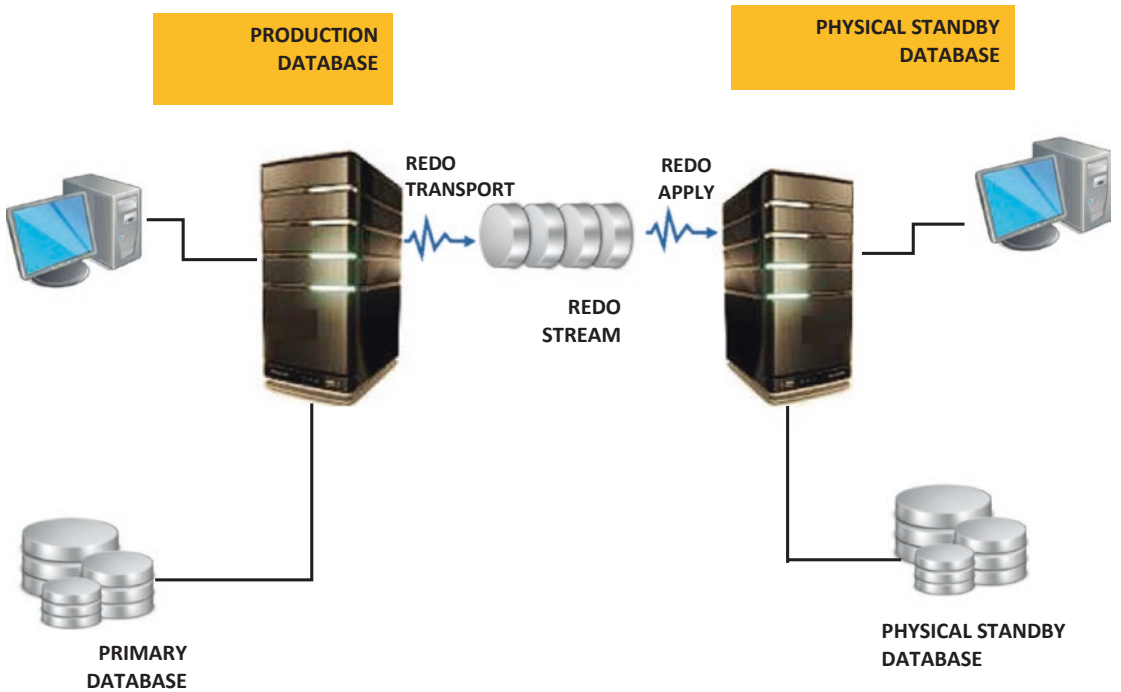 PRODUCTION
DATABASE
PHYSICAL STANDBY
DATABASE
REDO
TRANSPORT
REDO
APPLY
REDO
STREAM
PRIMARY
DATABASE
PHYSICAL STANDBY
DATABASE